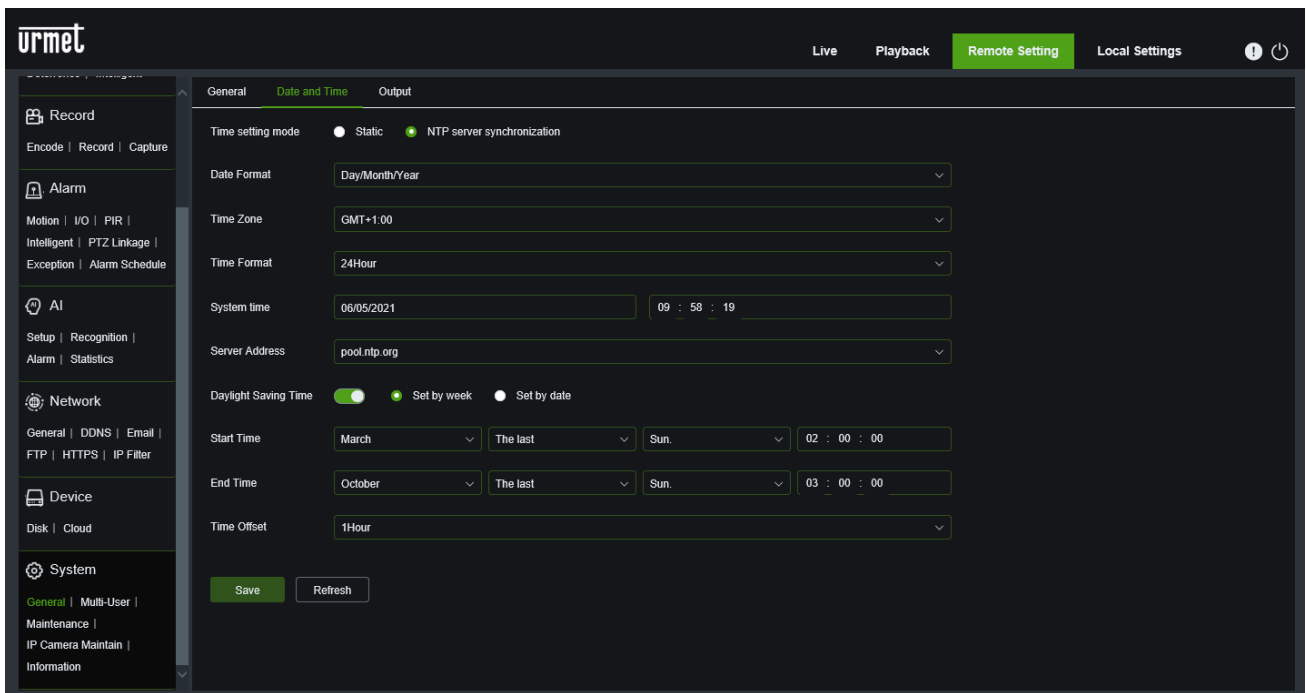 urmet
Live Playback Remote Setting Local Settings
General Date and Time Output
Record
Encode | Record | Capture
Alarm
Motion | I/O | PIR |
Intelligent | PTZ Linkage |
Exception | Alarm Schedule
AI
Setup | Recognition |
Alarm | Statistics
Network
General | DDNS | Email |
FTP | HTTPS | IP Filter
Device
Disk | Cloud
System
General | Multi-User |
Maintenance |
IP Camera Maintain |
Information
Time setting mode Static NTP server synchronization
Date Format Day/Month/Year
Time Zone GMT+1:00
Time Format 24Hour
System time 06/05/2021 09 : 58 : 19
Server Address pool.ntp.org
Daylight Saving Time Set by week Set by date
Start Time March The last Sun. 02 : 00 : 00
End Time October The last Sun. 03 : 00 : 00
Time Offset 1Hour
Save Refresh